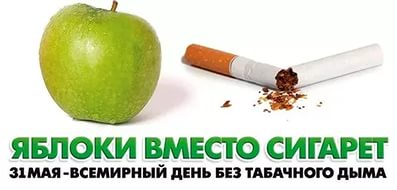 ЯБЛОКИ ВМЕСТО СИГАРЕТ
31 МАЯ - ВСЕМИРНЫЙ ДЕНЬ БЕЗ ТАБАЧНОГО ДЫМА